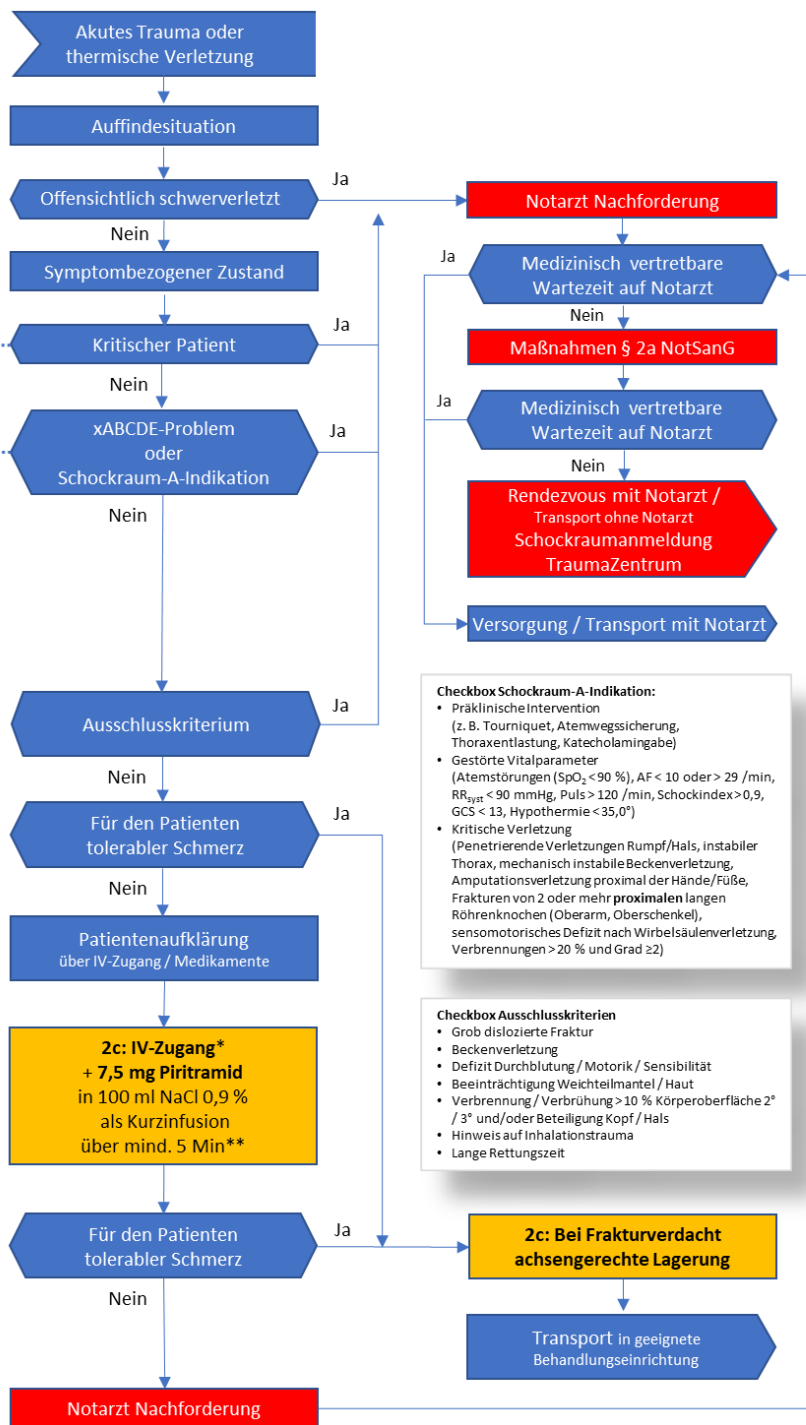 Akutes Trauma oder
thermische Verletzung
Auffindesituation
Offensichtlich schwerverletzt
Ja
Nein
Symptombezogener Zustand
Kritischer Patient
Ja
Nein
xABCDE-Problem
oder
Schockraum-A-Indikation
Ja
Nein
Ausschlusskriterium
Ja
Nein
Für den Patienten
tolerabler Schmerz
Ja
Nein
Patientenaufklärung
über IV-Zugang / Medikamente
2c: IV-Zugang*
+ 7,5 mg Piritramid
in 100 ml NaCl 0,9 %
als Kurzinfusion
über mind. 5 Min**
Für den Patienten
tolerabler Schmerz
Ja
Nein
Notarzt Nachforderung
Notarzt Nachforderung
Medizinisch vertretbare
Wartezeit auf Notarzt
Ja
Nein
Maßnahmen § 2a NotSanG
Medizinisch vertretbare
Wartezeit auf Notarzt
Ja
Nein
Rendezvous mit Notarzt /
Transport ohne Notarzt
Schockraumanmeldung
TraumaZentrum
Versorgung / Transport mit Notarzt
Checkbox Schockraum-A-Indikation:
• Präklinische Intervention
(z. B. Tourniquet, Atemwegssicherung,
Thoraxentlastung, Katecholamingabe)
• Gestörte Vitalparameter
(Atemstörungen (SpO₂ < 90 %), AF < 10 oder > 29 /min,
RRsyst < 90 mmHg, Puls > 120 /min, Schockindex > 0,9,
GCS < 13, Hypothermie < 35,0°)
• Kritische Verletzung
(Penetrierende Verletzungen Rumpf/Hals, instabiler
Thorax, mechanisch instabile Beckenverletzung,
Amputationsverletzung proximal der Hände/Füße,
Frakturen von 2 oder mehr proximalen langen
Röhrenknochen (Oberarm, Oberschenkel),
sensomotorisches Defizit nach Wirbelsäulenverletzung,
Verbrennungen > 20 % und Grad ≥2)
Checkbox Ausschlusskriterien
• Grob dislozierte Fraktur
• Beckenverletzung
• Defizit Durchblutung / Motorik / Sensibilität
• Beeinträchtigung Weichteilmantel / Haut
• Verbrennung / Verbrühung > 10 % Körperoberfläche 2°
/ 3° und/oder Beteiligung Kopf / Hals
• Hinweis auf Inhalationstrauma
• Lange Rettungszeit
2c: Bei Frakturverdacht
achsengerechte Lagerung
Transport in geeignete
Behandlungseinrichtung